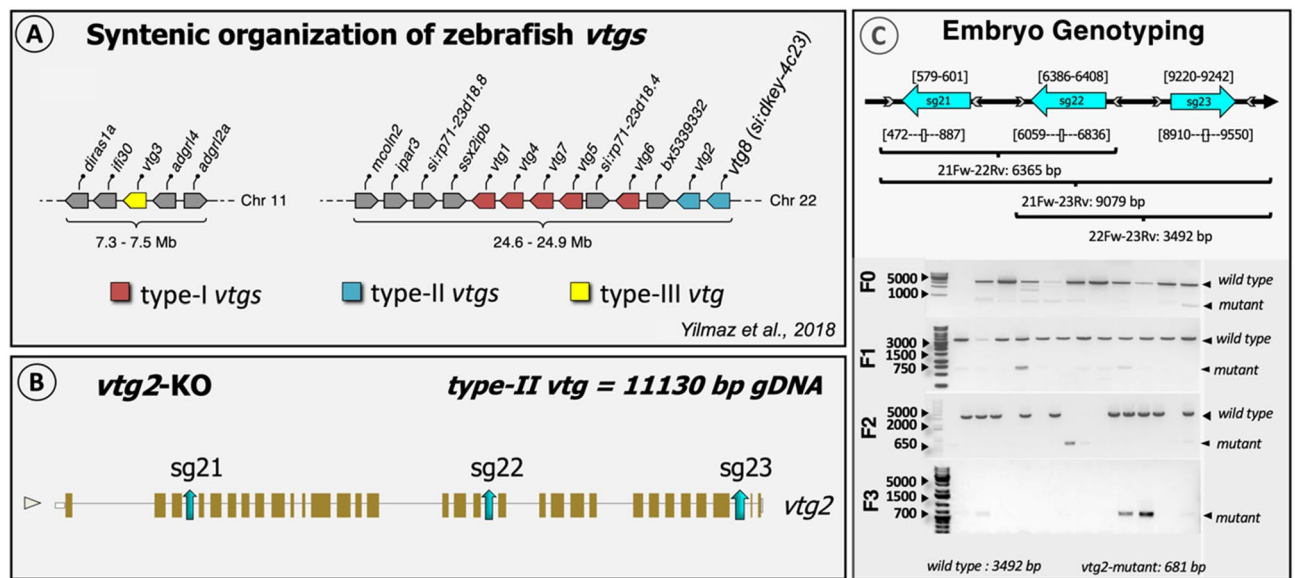 A
Syntenic organization of zebrafish vtgs
diras1a
ifi30
vtg3
adgrl4
adgrl2a
Chr 11
7.3 - 7.5 Mb
mcoln2
ipar3
si:rp71-23d18.8
ssx2ipb
vtg1
vtg4
vtg7
vtg5
si:rp71-23d18.4
vtg6
bx5339332
vtg2
vtg8 (si:dkey-4c23)
Chr 22
24.6 - 24.9 Mb
type-I vtgs
type-II vtgs
type-III vtg
Yilmaz et al., 2018
B
vtg2-KO
type-II vtg = 11130 bp gDNA
sg21
sg22
sg23
vtg2
C
Embryo Genotyping
[579-601] [6386-6408] [9220-9242]
sg21 sg22 sg23
[472---[]---887] [6059---[]---6836] [8910---[]---9550]
21Fw-22Rv: 6365 bp
21Fw-23Rv: 9079 bp
22Fw-23Rv: 3492 bp
F0
5000
1000
wild type
mutant
F1
3000
1500
750
wild type
mutant
F2
5000
2000
650
wild type
mutant
F3
5000
1500
700
mutant
wild type : 3492 bp vtg2-mutant: 681 bp